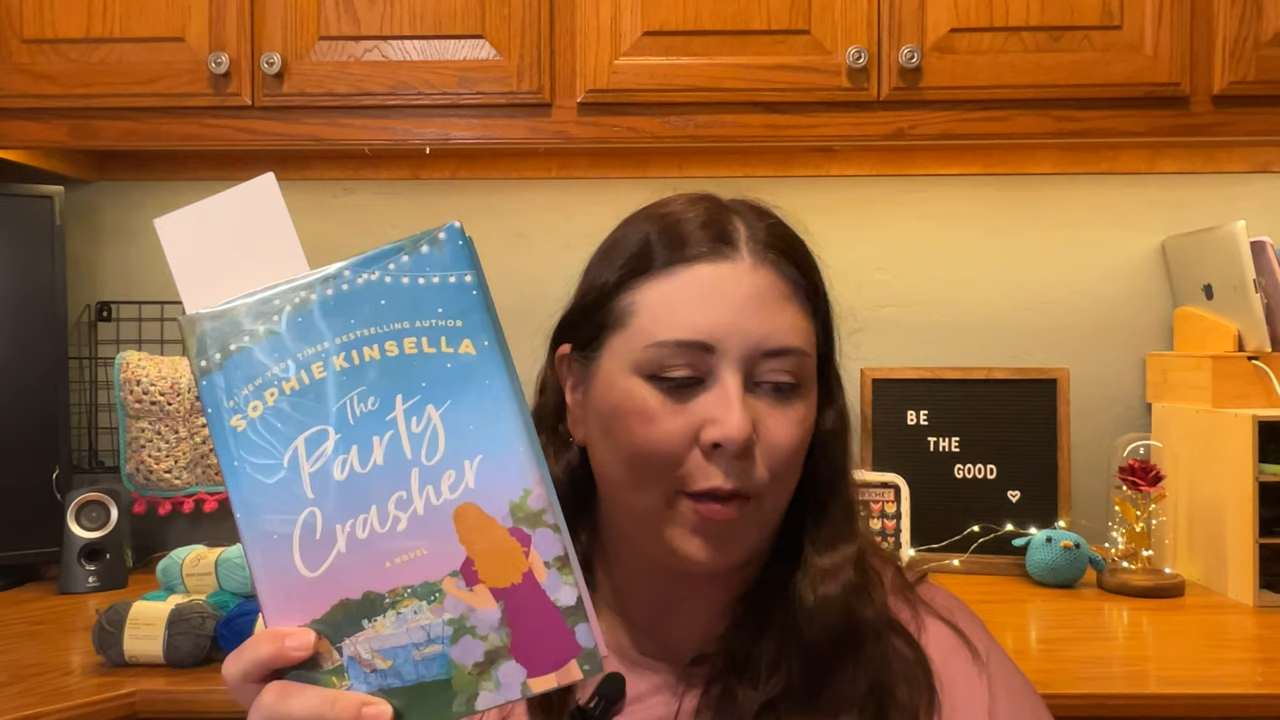 #1 NEW YORK TIMES BESTSELLING AUTHOR
SOPHIE KINSELLA
The
Party
Crasher
A NOVEL
BE
THE
GOOD